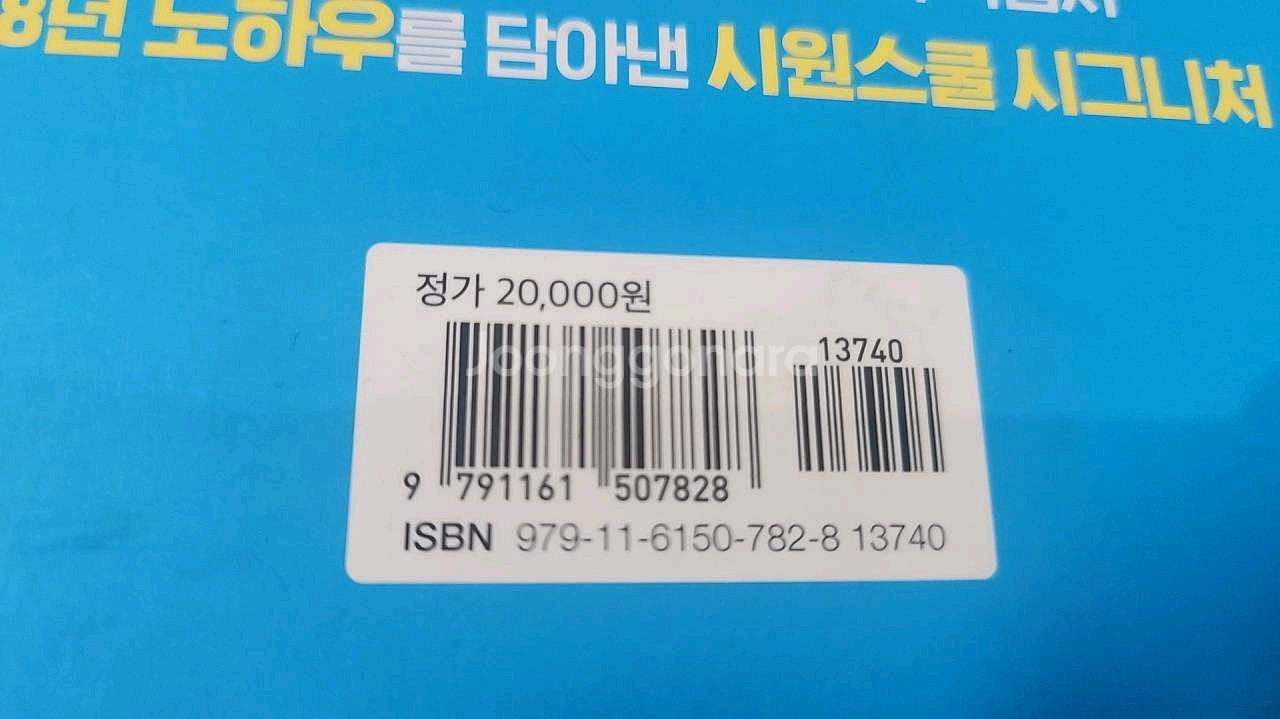 8년 노하우를 담아낸 시원스쿨 시그니처
정가 20,000원
13740
9 791161 507828
ISBN 979-11-6150-782-8 13740
Joonggonara